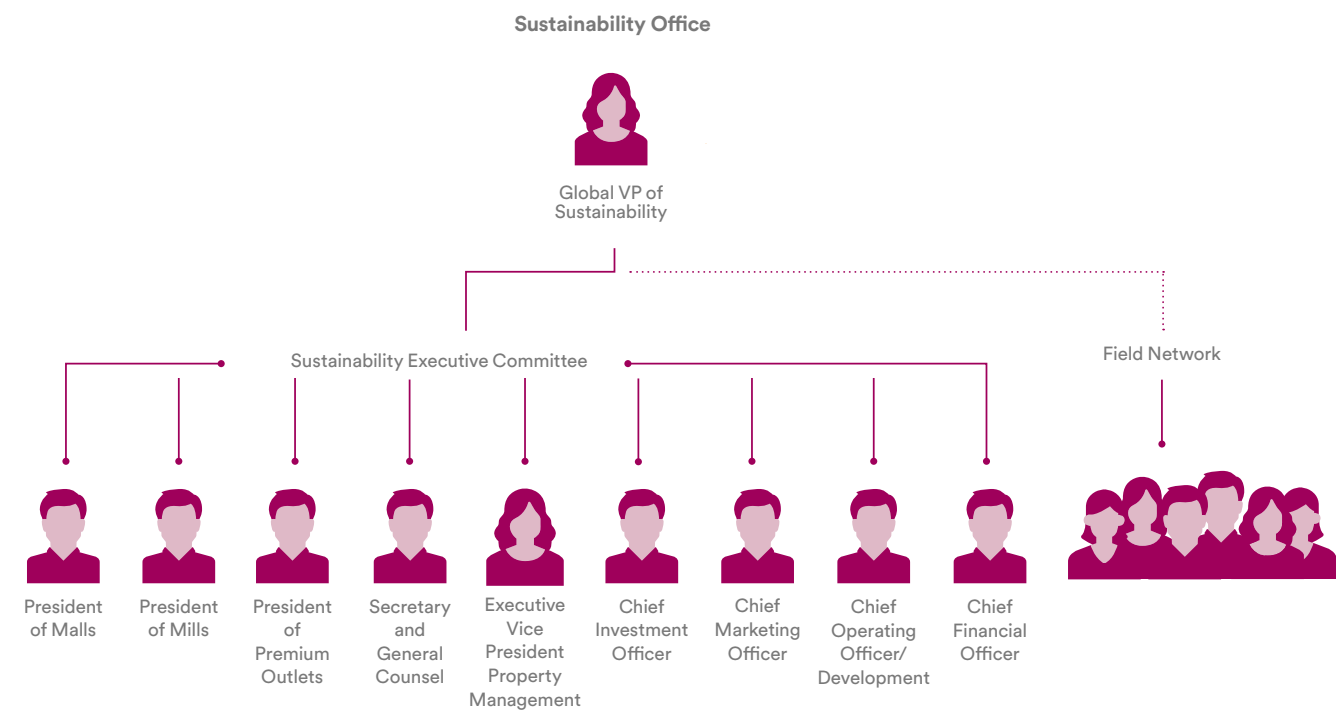 Sustainability Office
Global VP of
Sustainability
Sustainability Executive Committee
Field Network
President
of Malls
President
of Mills
President
of
Premium
Outlets
Secretary
and
General
Counsel
Executive
Vice
President
Property
Management
Chief
Investment
Officer
Chief
Marketing
Officer
Chief
Operating
Officer/
Development
Chief
Financial
Officer